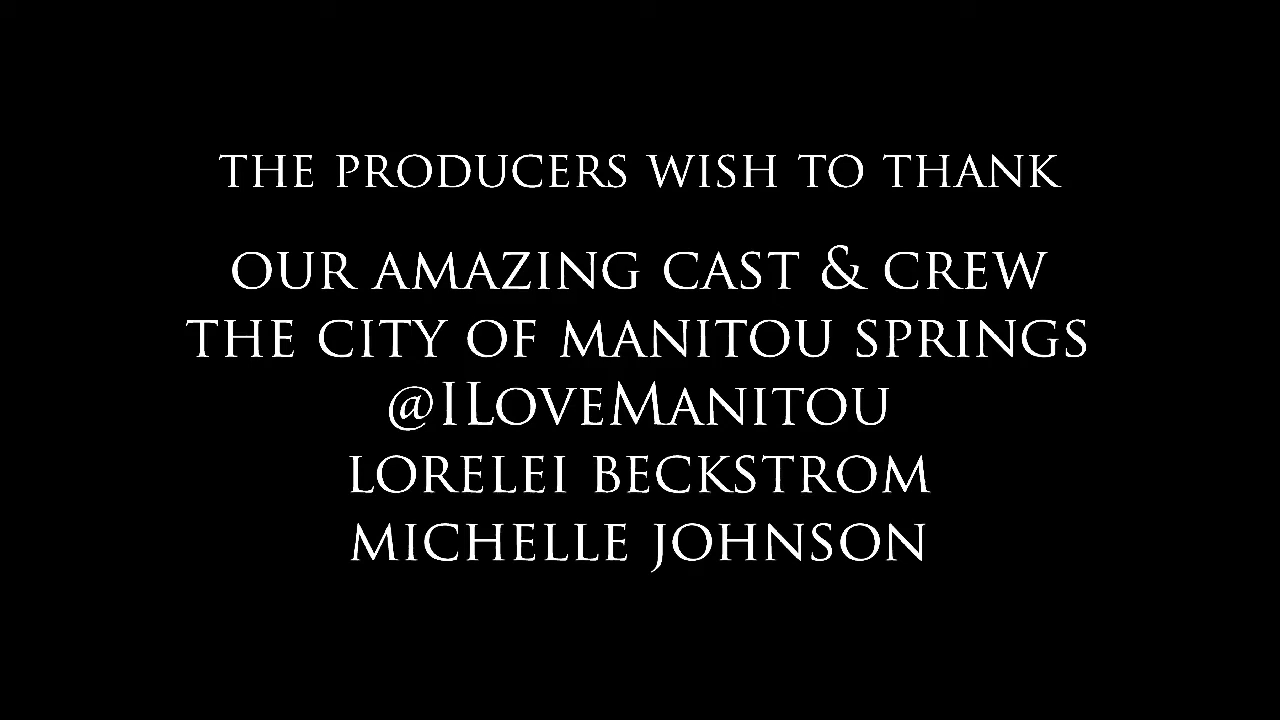 THE PRODUCERS WISH TO THANK
OUR AMAZING CAST & CREW
THE CITY OF MANITOU SPRINGS
@ILOVEMANITOU
LORELEI BECKSTROM
MICHELLE JOHNSON